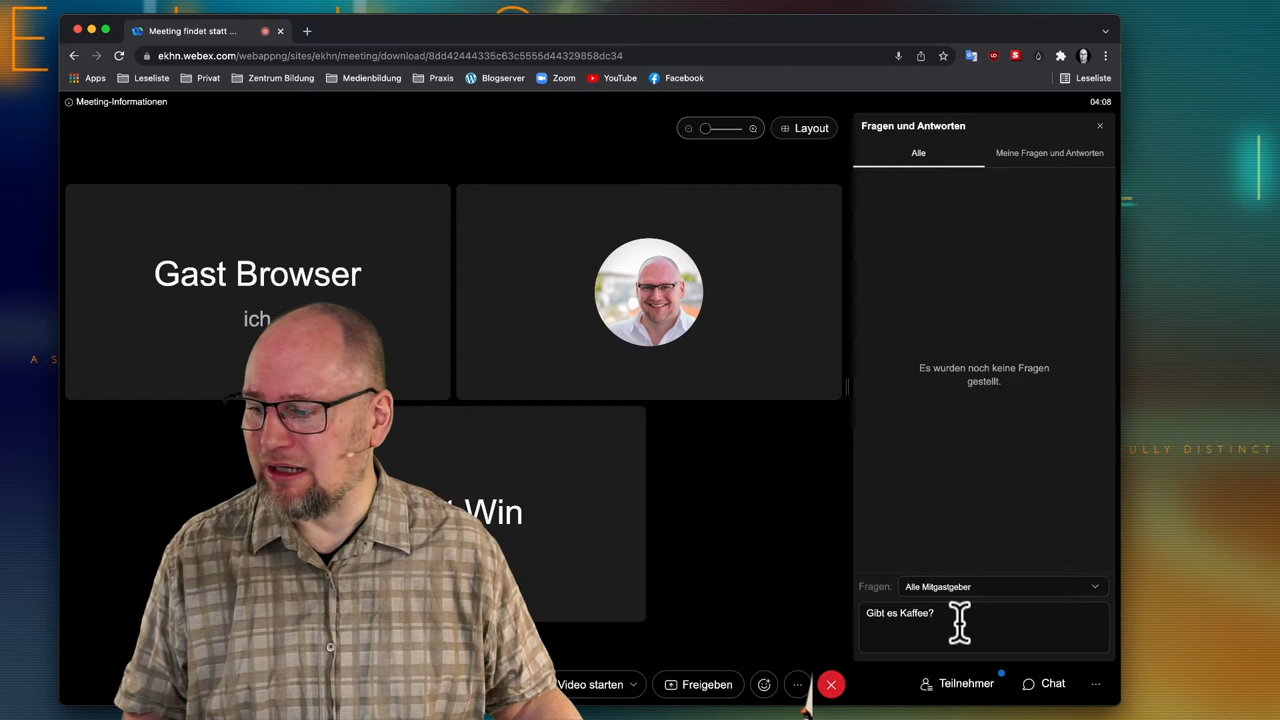 Meeting findet statt ...
ekhn.webex.com/webappng/sites/ekhn/meeting/download/8dd42444335c63c5555d44329858dc34
Apps
Leseliste
Privat
Zentrum Bildung
Medienbildung
Praxis
Blogserver
Zoom
YouTube
Facebook
Leseliste
Meeting-Informationen
04:08
Layout
Fragen und Antworten
Alle
Meine Fragen und Antworten
Gast Browser
ich
Es wurden noch keine Fragen
gestellt.
A S
FULLY DISTINCT
Win
Fragen:
Alle Mitgastgeber
Gibt es Kaffee?
Video starten
Freigeben
Teilnehmer
Chat